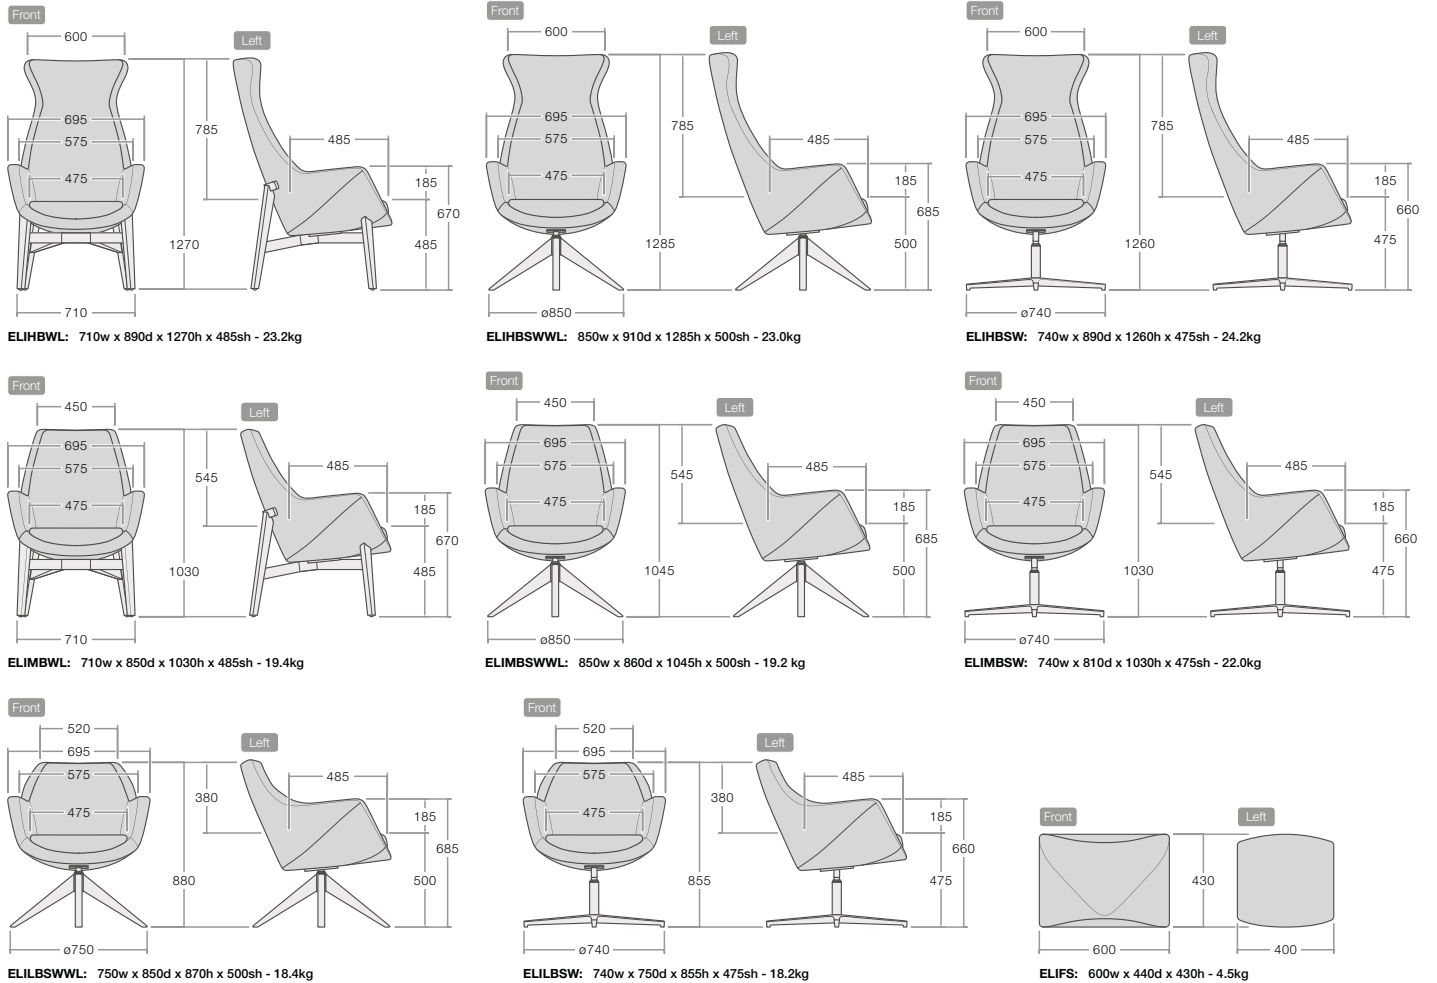 Front
600
Left
695
575
475
1270
710
785
485
185
670
485
ELIHBWL: 710w x 890d x 1270h x 485sh - 23.2kg
Front
600
Left
695
575
475
1285
ø850
785
485
185
685
500
ELIHBSWWL: 850w x 910d x 1285h x 500sh - 23.0kg
Front
600
Left
695
575
475
1260
ø740
785
485
185
660
475
ELIHBSW: 740w x 890d x 1260h x 475sh - 24.2kg
Front
450
Left
695
575
475
1030
710
545
485
185
670
485
ELIMBWL: 710w x 850d x 1030h x 485sh - 19.4kg
Front
450
Left
695
575
475
1045
ø850
545
485
185
685
500
ELIMBSWWL: 850w x 860d x 1045h x 500sh - 19.2 kg
Front
450
Left
695
575
475
1030
ø740
545
485
185
660
475
ELIMBSW: 740w x 810d x 1030h x 475sh - 22.0kg
Front
520
Left
695
575
475
880
ø750
380
485
185
685
500
ELILBSWWL: 750w x 850d x 870h x 500sh - 18.4kg
Front
520
Left
695
575
475
855
ø740
380
485
185
660
475
ELILBSW: 740w x 750d x 855h x 475sh - 18.2kg
Front
Left
430
600
400
ELIFS: 600w x 440d x 430h - 4.5kg